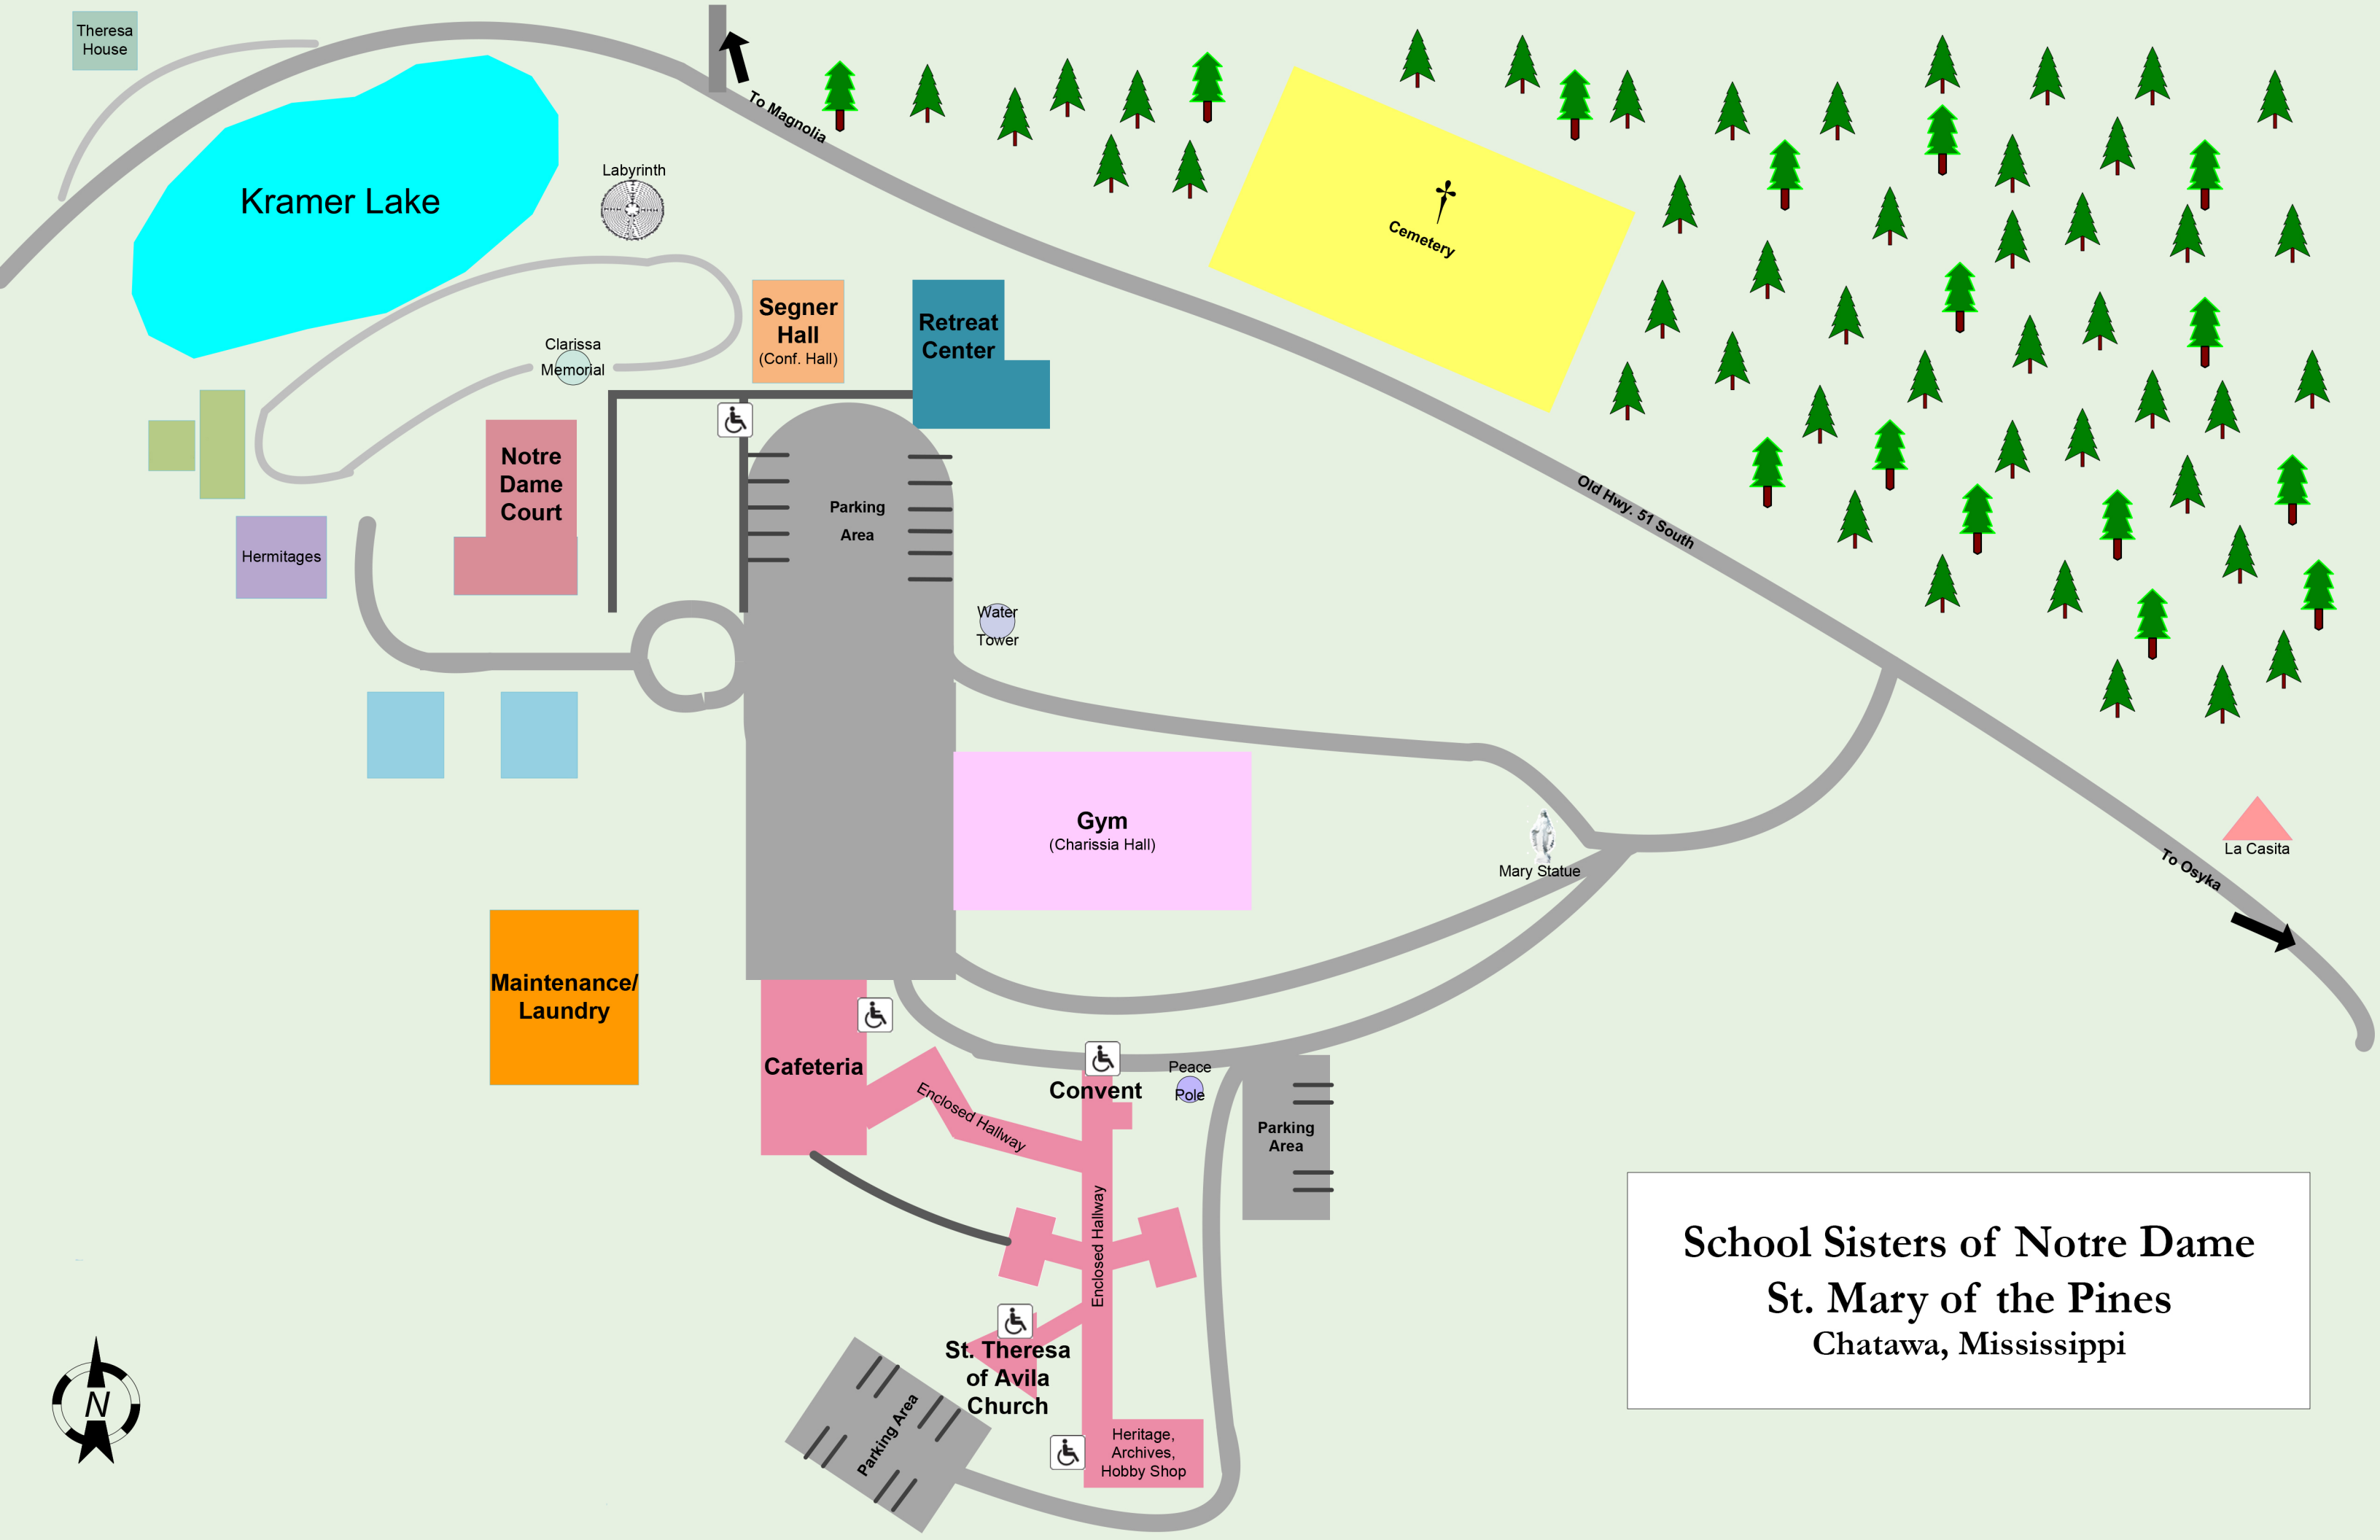 Theresa
House
To Magnolia
Labyrinth
Kramer Lake
Cemetery
Segner
Hall
(Conf. Hall)
Retreat
Center
Clarissa
Memorial
Notre
Dame
Court
Parking
Area
Old Hwy. 51 South
Hermitages
Water
Tower
Gym
(Charissia Hall)
Mary Statue
La Casita
To Osyka
Maintenance/
Laundry
Cafeteria
Enclosed Hallway
Convent
Peace
Pole
Parking
Area
Enclosed Hallway
School Sisters of Notre Dame
St. Mary of the Pines
Chatawa, Mississippi
St. Theresa
of Avila
Church
Parking Area
Heritage,
Archives,
Hobby Shop
N